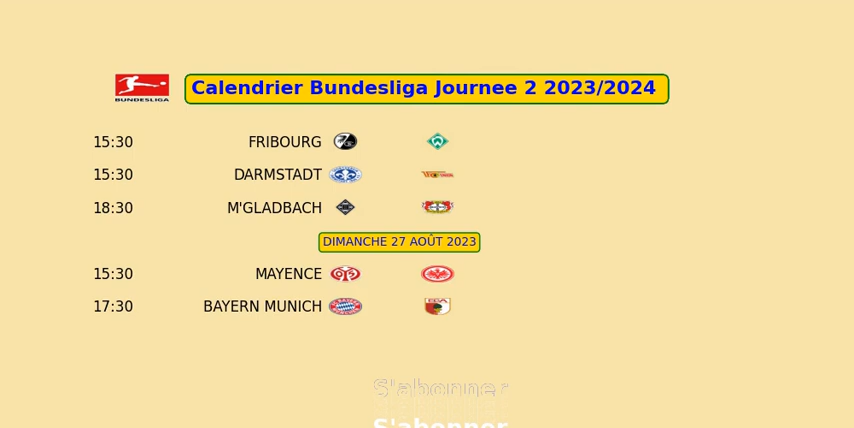 Calendrier Bundesliga Journee 2 2023/2024
BUNDESLIGA
15:30 FRIBOURG
15:30 DARMSTADT
18:30 M'GLADBACH
DIMANCHE 27 AOÛT 2023
15:30 MAYENCE
17:30 BAYERN MUNICH
S'abonner
S'abonner